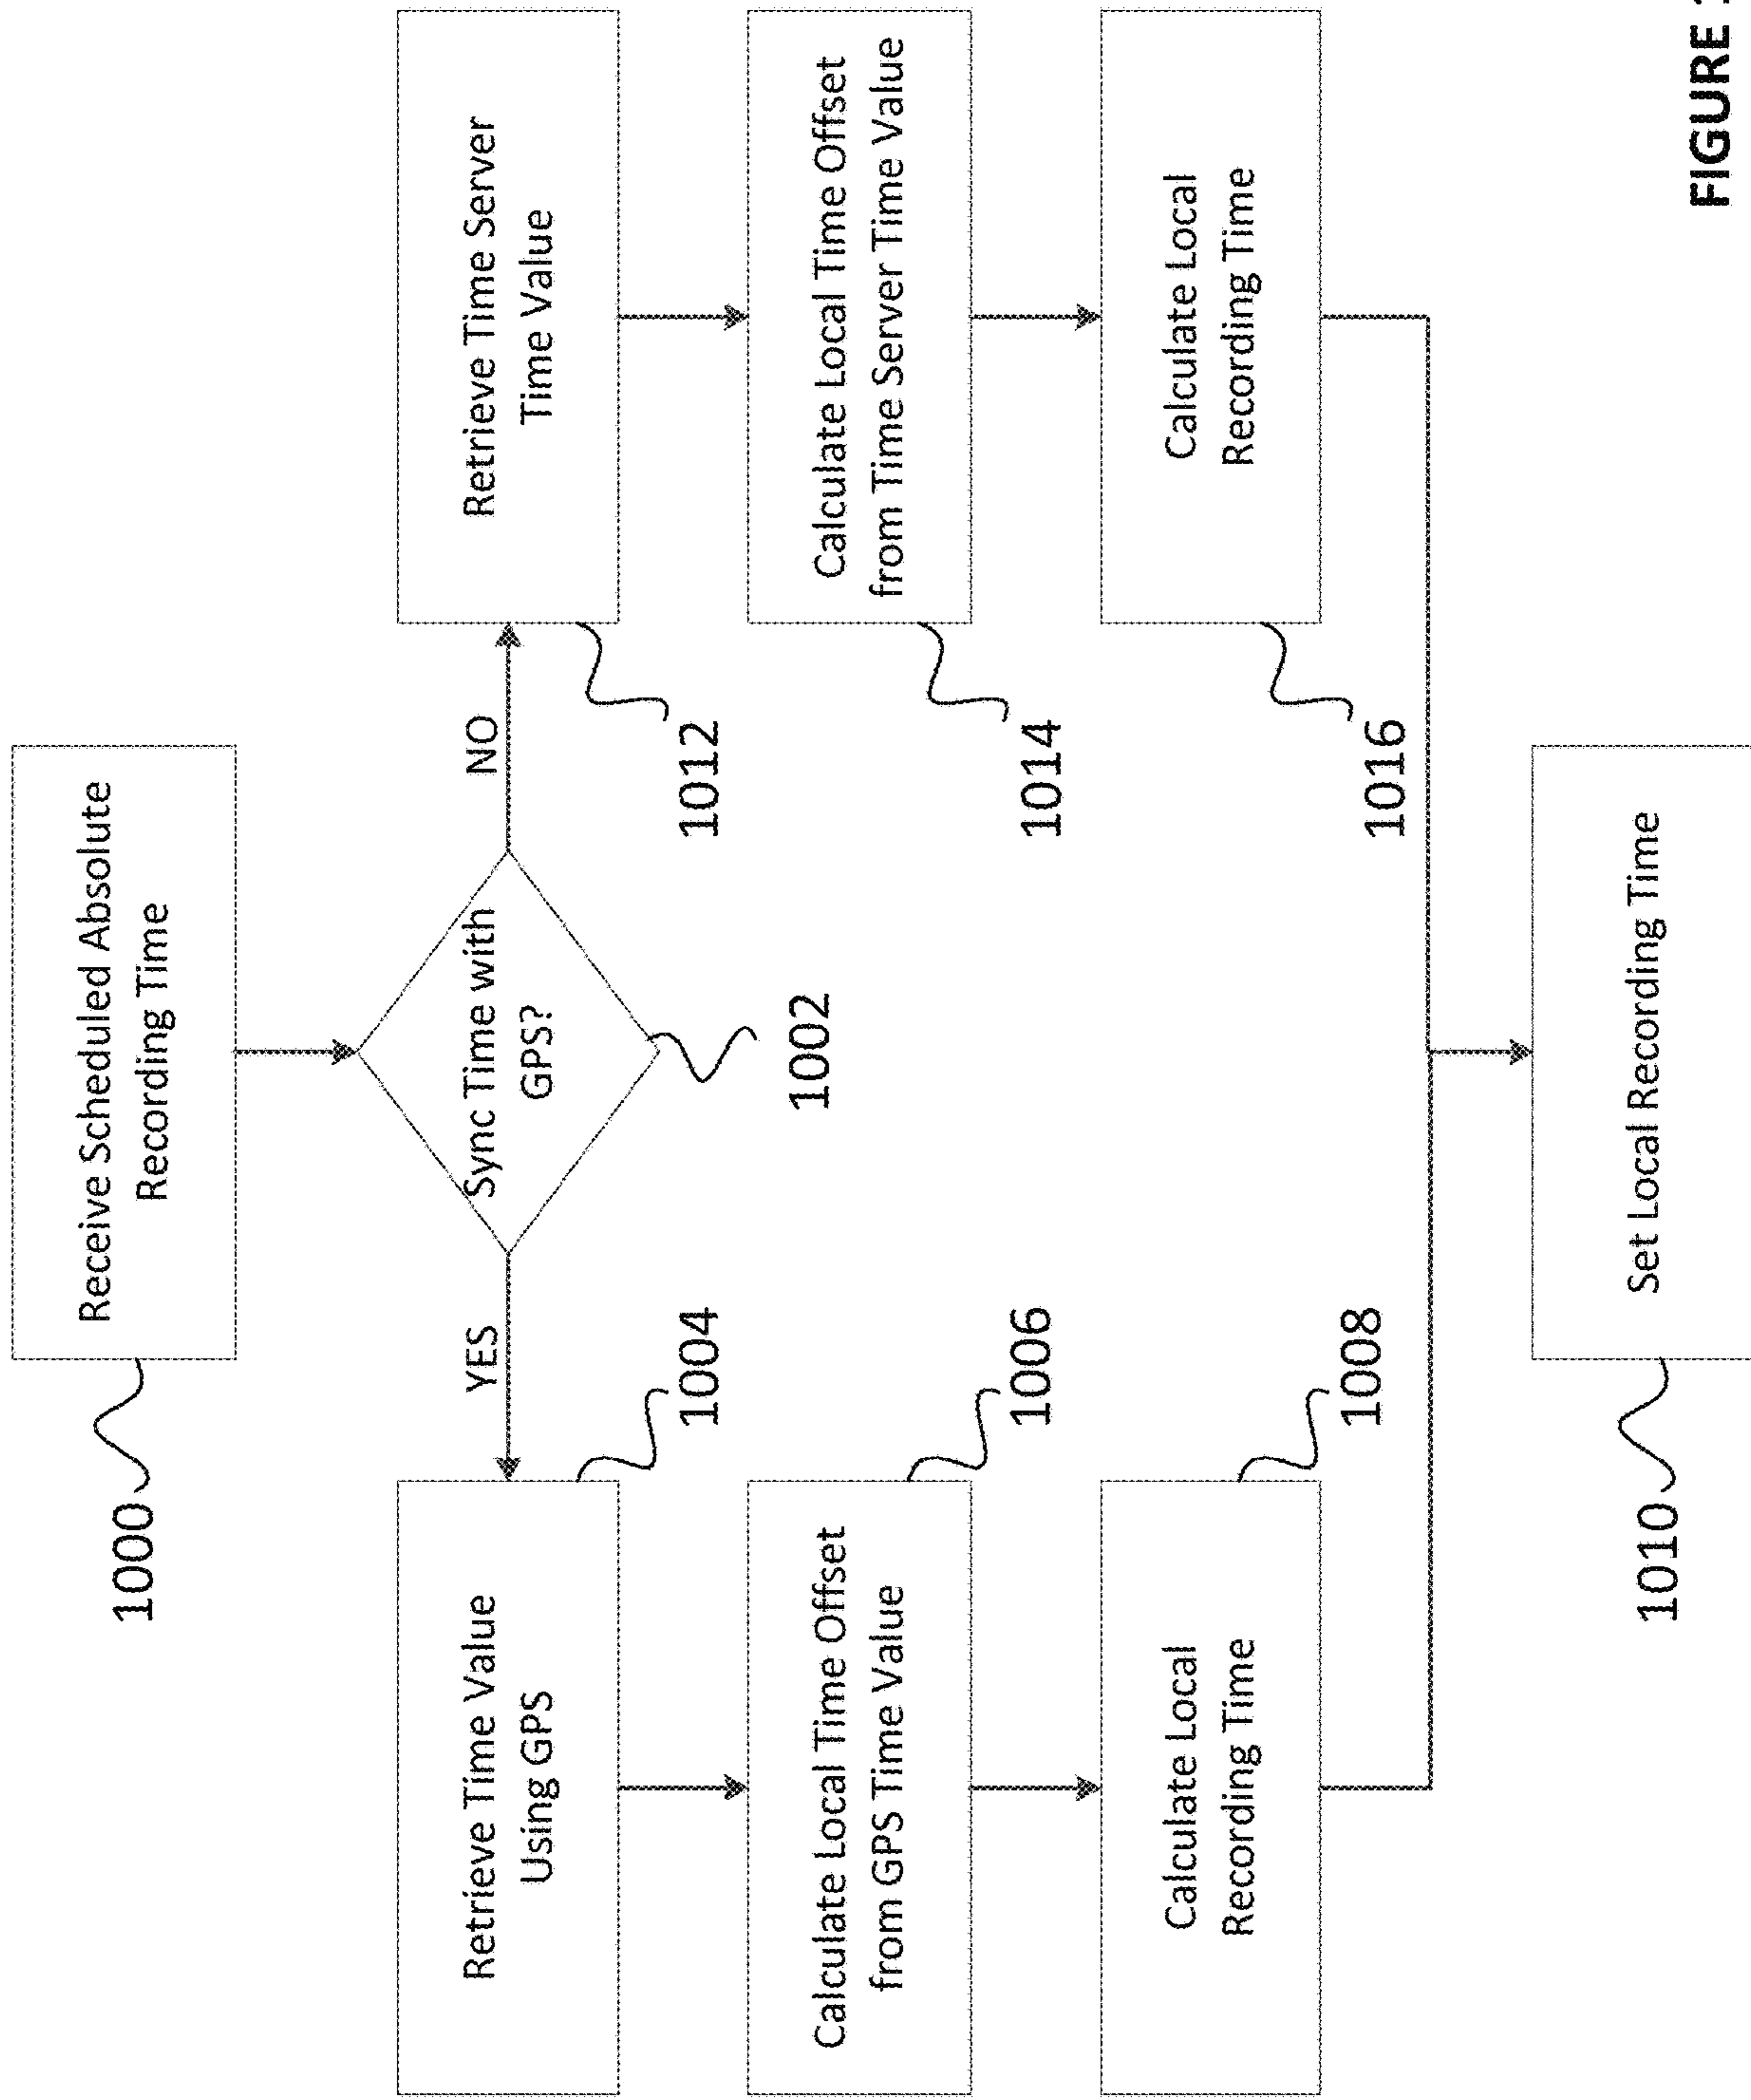 Receive Scheduled Absolute
Recording Time
1000
Sync Time with
GPS?
1002
YES
NO
Retrieve Time Value
Using GPS
1004
Calculate Local Time Offset
from GPS Time Value
1006
Calculate Local
Recording Time
1008
Retrieve Time Server
Time Value
1012
Calculate Local Time Offset
from Time Server Time Value
1014
Calculate Local
Recording Time
1016
Set Local Recording Time
1010
FIGURE